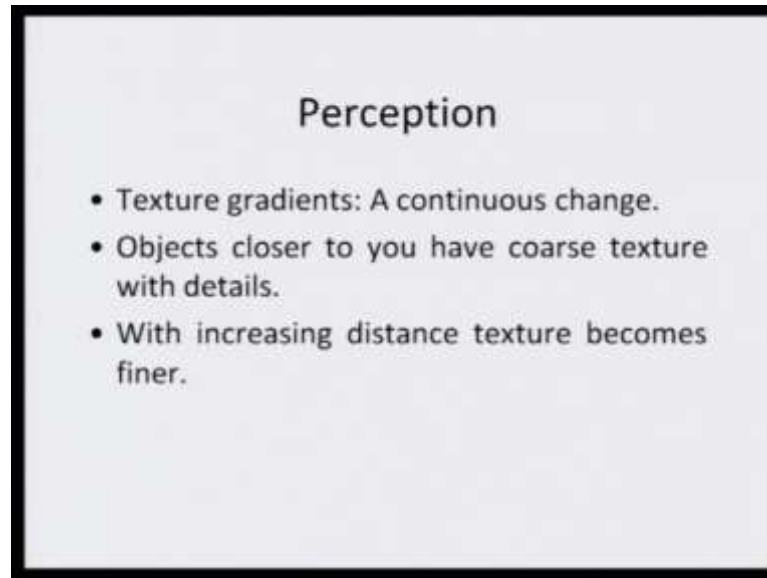 Perception
• Texture gradients: A continuous change.
• Objects closer to you have coarse texture
with details.
• With increasing distance texture becomes
finer.